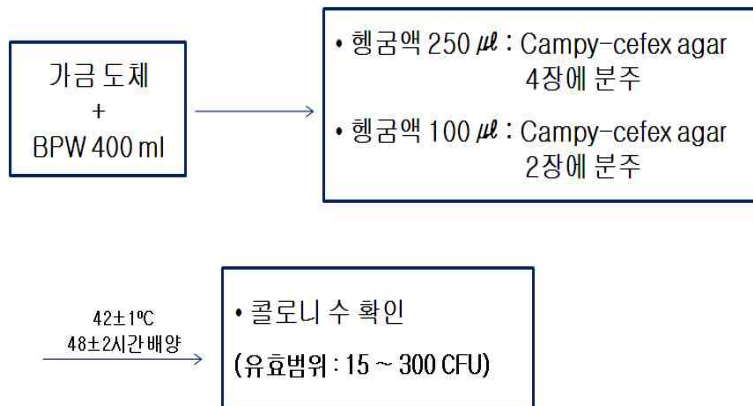 가금 도체
+
BPW 400 ml
• 헹굼액 250 ㎕ : Campy-cefex agar
4장에 분주
• 헹굼액 100 ㎕ : Campy-cefex agar
2장에 분주
42±1℃
48±2시간배양
• 콜로니 수 확인
(유효범위 : 15 ~ 300 CFU)